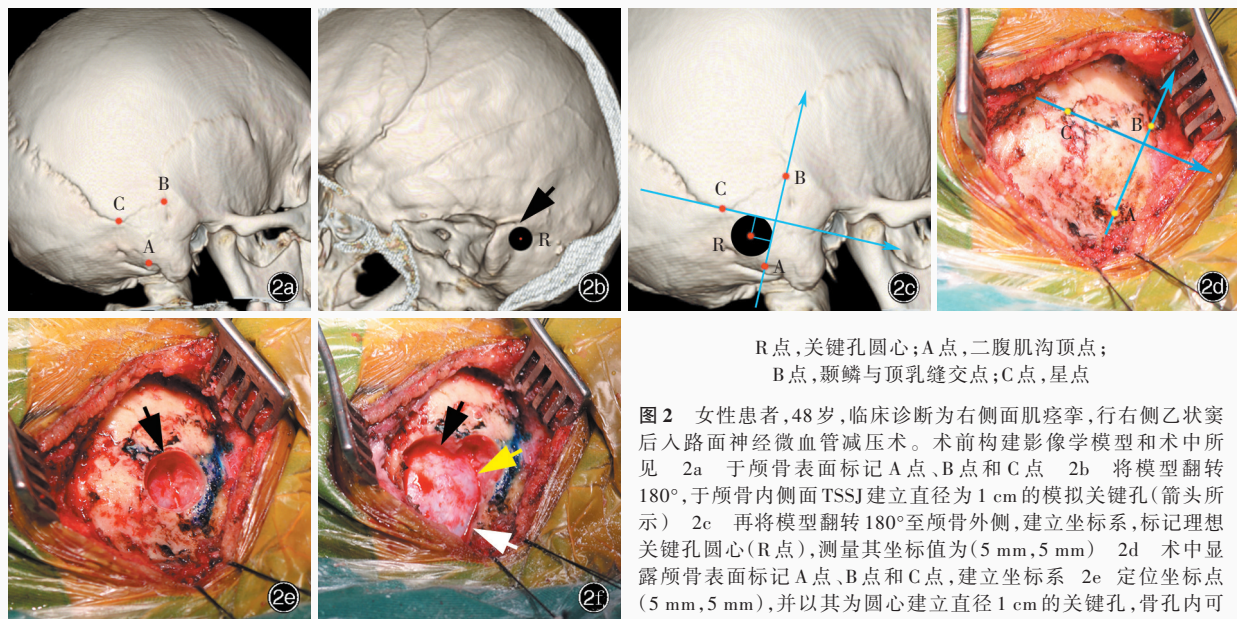 C
B
A
2a
R
2b
C
B
R
A
2c
C
B
A
2d
2e
2f
R点,关键孔圆心;A点,二腹肌沟顶点;
B点,颞鳞与顶乳缝交点;C点,星点
图2 女性患者,48岁,临床诊断为右侧面肌痉挛,行右侧乙状窦
后入路面神经微血管减压术。术前构建影像学模型和术中所
见 2a 于颅骨表面标记A点、B点和C点 2b 将模型翻转
180°,于颅骨内侧面TSSJ建立直径为1 cm的模拟关键孔(箭头所
示) 2c 再将模型翻转180°至颅骨外侧,建立坐标系,标记理想
关键孔圆心(R点),测量其坐标值为(5 mm,5 mm) 2d 术中显
露颅骨表面标记A点、B点和C点,建立坐标系 2e 定位坐标点
(5 mm,5 mm),并以其为圆心建立直径1 cm的关键孔,骨孔内可